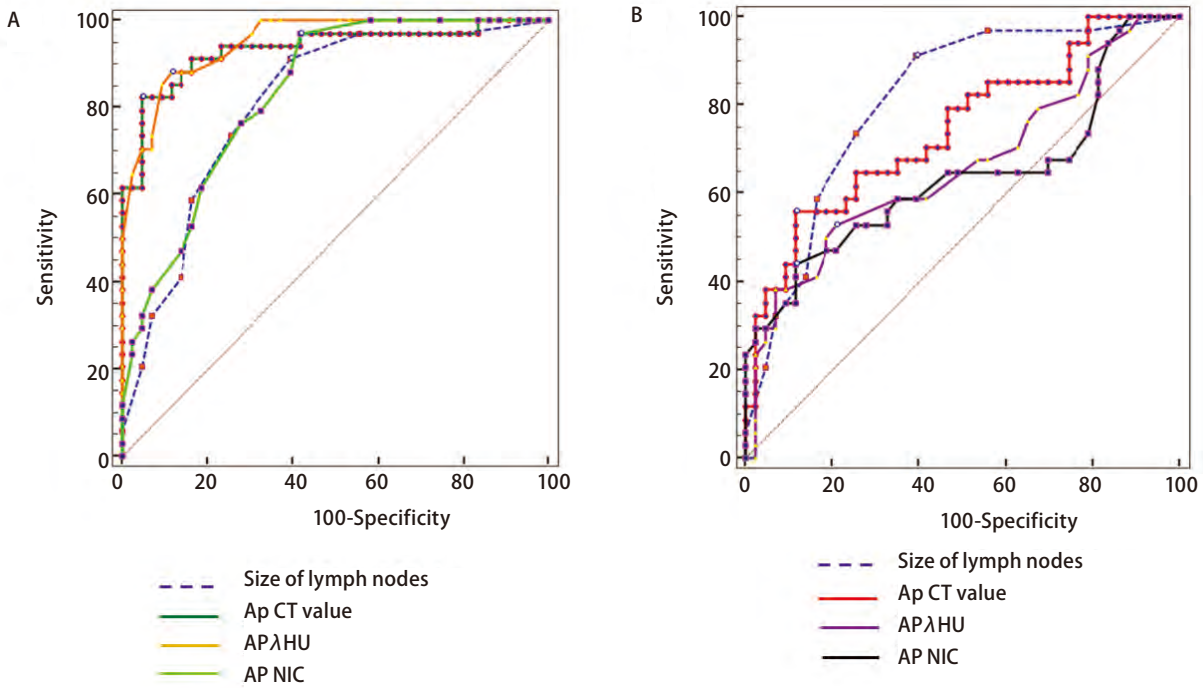 A
100
80
60
40
20
0
Sensitivity
0 20 40 60 80 100
100-Specificity
Size of lymph nodes
Ap CT value
APλHU
AP NIC
B
100
80
60
40
20
0
Sensitivity
0 20 40 60 80 100
100-Specificity
Size of lymph nodes
Ap CT value
APλHU
AP NIC